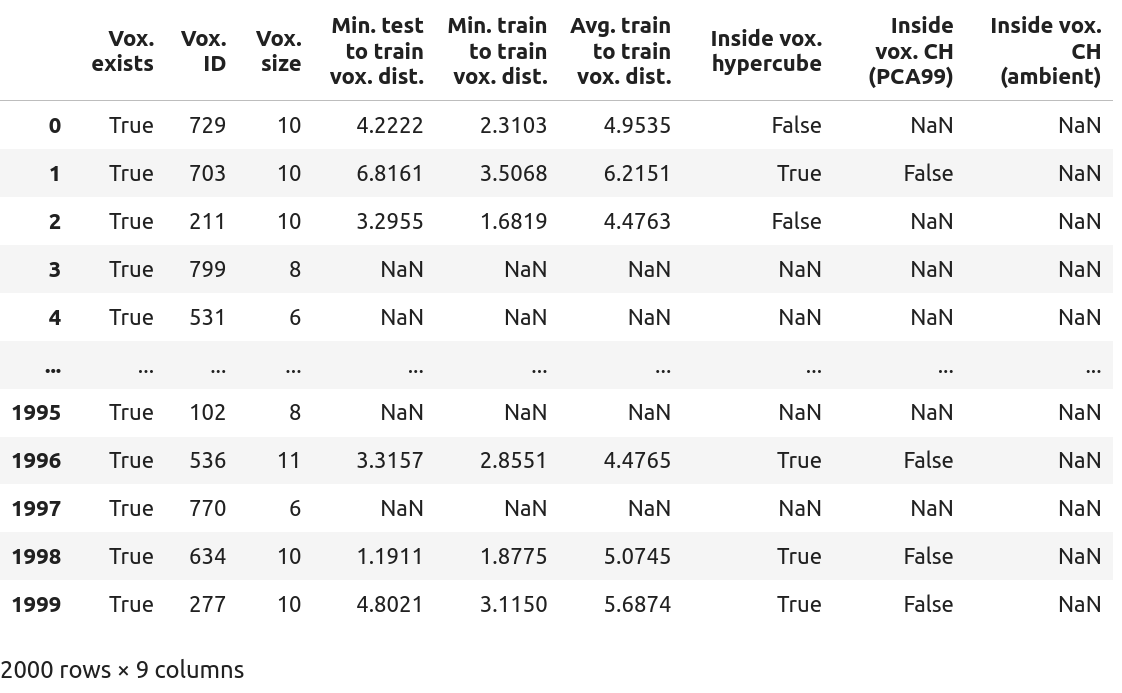 Vox. exists Vox. ID Vox. size Min. test to train vox. dist. Min. train to train vox. dist. Avg. train to train vox. dist. Inside vox. hypercube Inside vox. CH (PCA99) Inside vox. CH (ambient)
0 True 729 10 4.2222 2.3103 4.9535 False NaN NaN
1 True 703 10 6.8161 3.5068 6.2151 True False NaN
2 True 211 10 3.2955 1.6819 4.4763 False NaN NaN
3 True 799 8 NaN NaN NaN NaN NaN NaN
4 True 531 6 NaN NaN NaN NaN NaN NaN
... ... ... ... ... ... ... ... ... ...
1995 True 102 8 NaN NaN NaN NaN NaN NaN
1996 True 536 11 3.3157 2.8551 4.4765 True False NaN
1997 True 770 6 NaN NaN NaN NaN NaN NaN
1998 True 634 10 1.1911 1.8775 5.0745 True False NaN
1999 True 277 10 4.8021 3.1150 5.6874 True False NaN
2000 rows × 9 columns